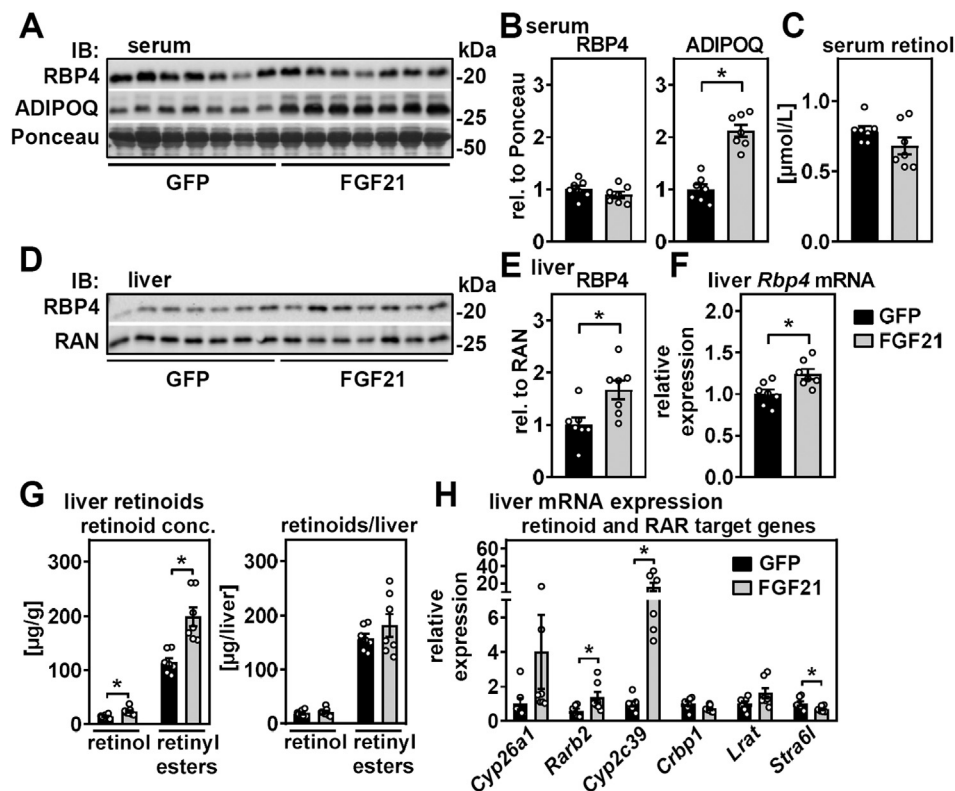 A
IB: serum kDa
RBP4 -20
ADIPOQ -25
Ponceau -50
GFP FGF21
B serum
RBP4 ADIPOQ
rel. to Ponceau
3
2
1
0
3
2
1
0
*
C
serum retinol
[µmol/L]
1.0
0.5
0.0
D
IB: liver kDa
RBP4 -20
RAN -25
GFP FGF21
E liver
RBP4
rel. to RAN
3
2
1
0
*
F
liver Rbp4 mRNA
relative
expression
2.0
1.5
1.0
0.5
0.0
*
GFP
FGF21
G liver retinoids
retinoid conc. retinoids/liver
[µg/g]
300
200
100
0
* *
retinol retinyl
esters
[µg/liver]
300
200
100
0
retinol retinyl
esters
H liver mRNA expression
retinoid and RAR target genes
relative
expression
60
40
20
6
4
2
0
* * *
GFP
FGF21
Cyp26a1 Rarb2 Cyp2c39 Crbp1 Lrat Stra6l